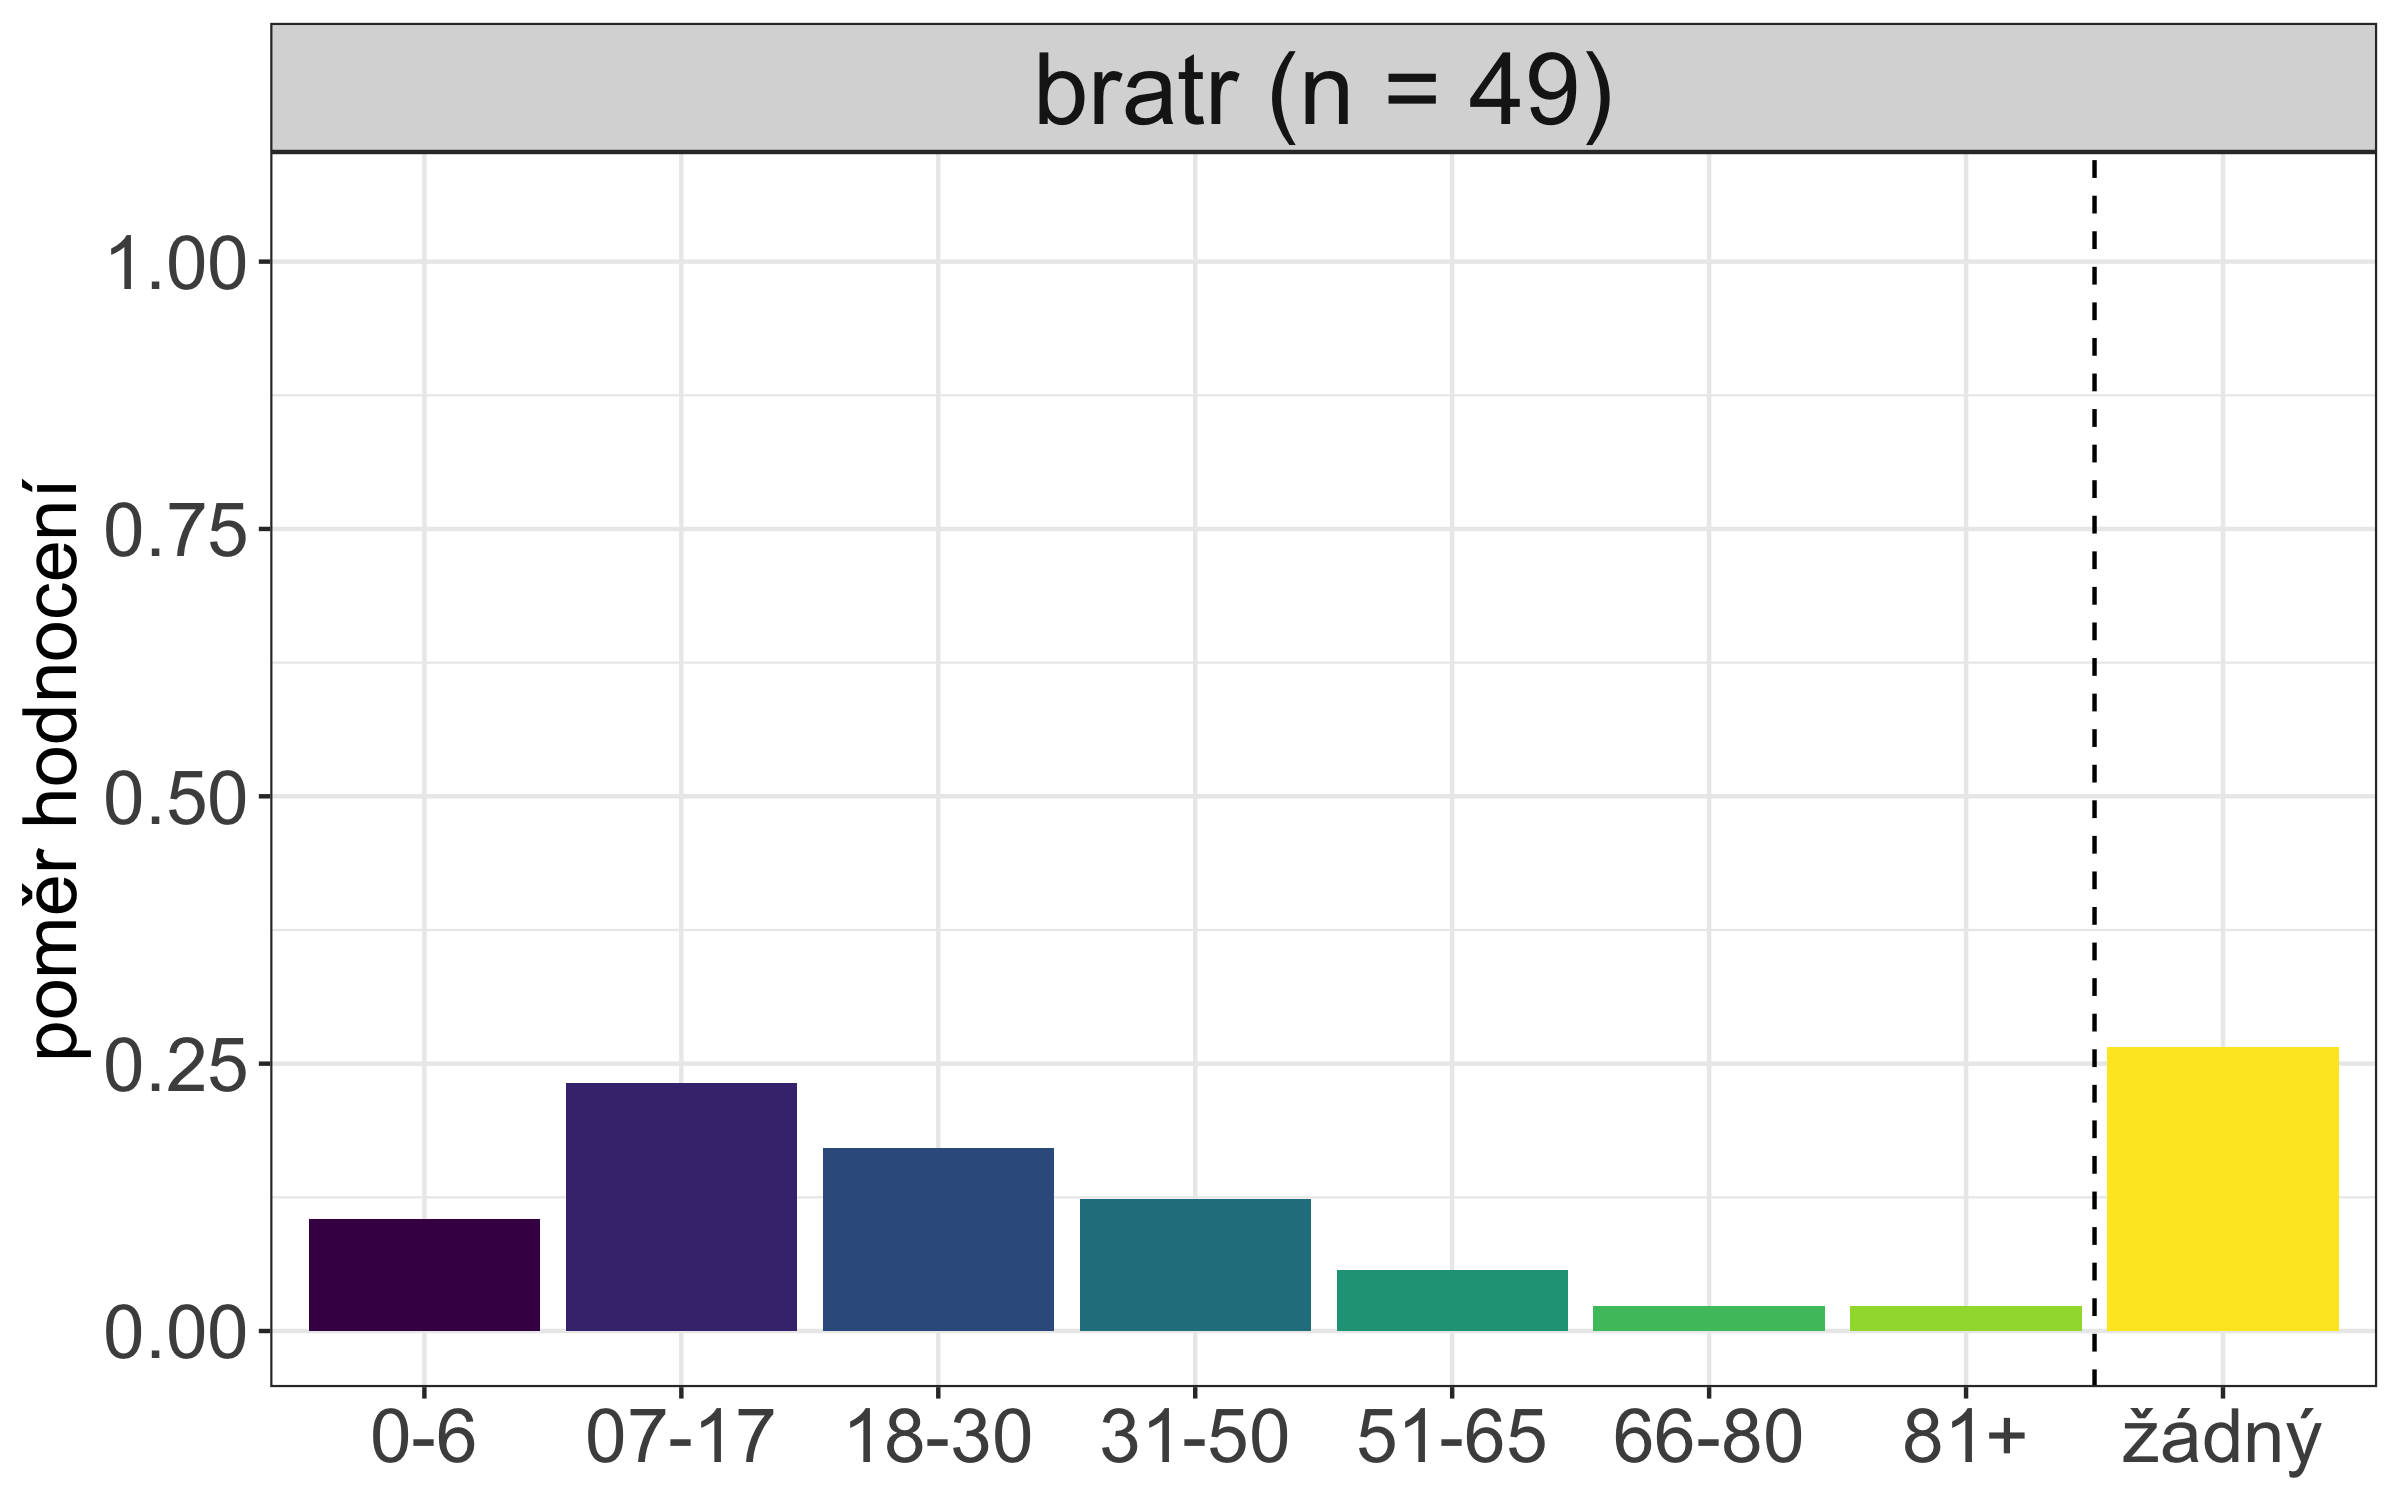 bratr (n = 49)
poměr hodnocení
1.00
0.75
0.50
0.25
0.00
0-6 07-17 18-30 31-50 51-65 66-80 81+ žádný